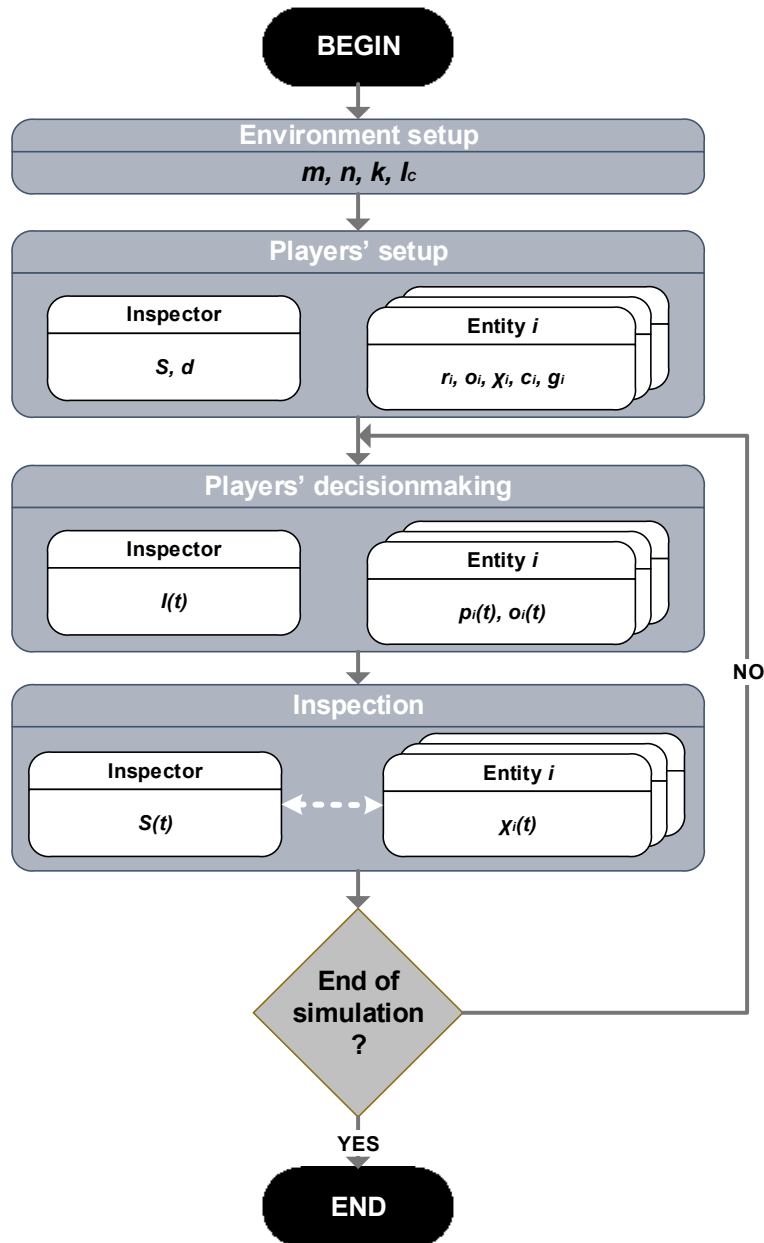 BEGIN
Environment setup
m, n, k, Ic
Players' setup
Inspector
S, d
Entity i
ri, oi, χi, ci, gi
Players' decisionmaking
Inspector
I(t)
Entity i
pi(t), oi(t)
Inspection
Inspector
S(t)
Entity i
χi(t)
NO
End of
simulation
?
YES
END